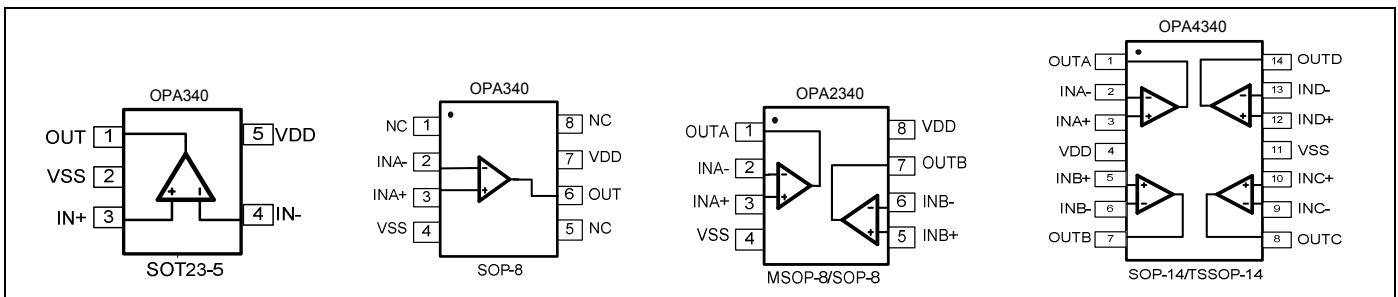 OPA340
OUT 1
5 VDD
VSS 2
IN+ 3
4 IN-
+ -
SOT23-5
OPA340
NC 1
8 NC
INA- 2
7 VDD
INA+ 3
6 OUT
VSS 4
5 NC
- +
SOP-8
OPA2340
OUTA 1
8 VDD
INA- 2
7 OUTB
INA+ 3
6 INB-
VSS 4
5 INB+
- +
- +
MSOP-8/SOP-8
OPA4340
OUTA 1
14 OUTD
INA- 2
13 IND-
INA+ 3
12 IND+
VDD 4
11 VSS
INB+ 5
10 INC+
INB- 6
9 INC-
OUTB 7
8 OUTC
- +
- +
+ -
+ -
SOP-14/TSSOP-14